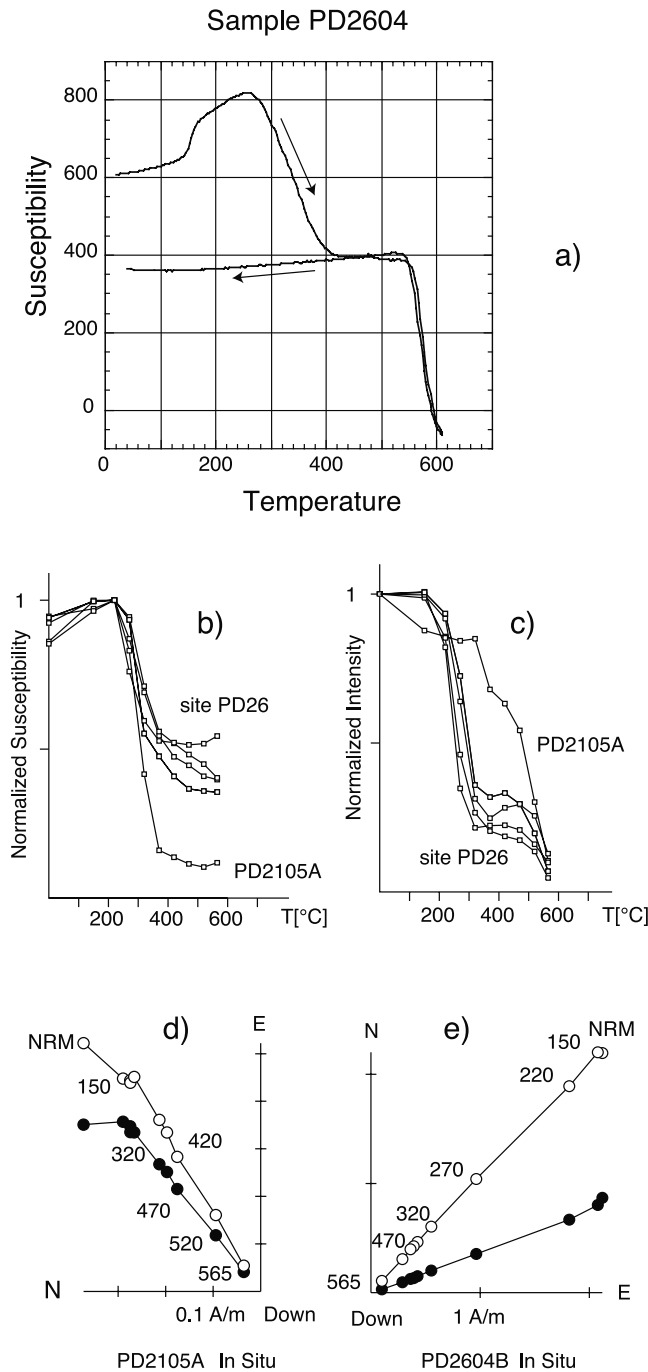 Sample PD2604
800
600
400
200
0
Susceptibility
a)
0 200 400 600
Temperature
1
b)
Normalized Susceptibility
site PD26
PD2105A
200 400 600 T[°C]
1
c)
Normalized Intensity
PD2105A
site PD26
200 400 600 T[°C]
d)
E
NRM
150
320
420
470
520
565
N
0.1 A/m Down
PD2105A In Situ
e)
N
150 NRM
220
270
320
470
565
E
Down 1 A/m
PD2604B In Situ